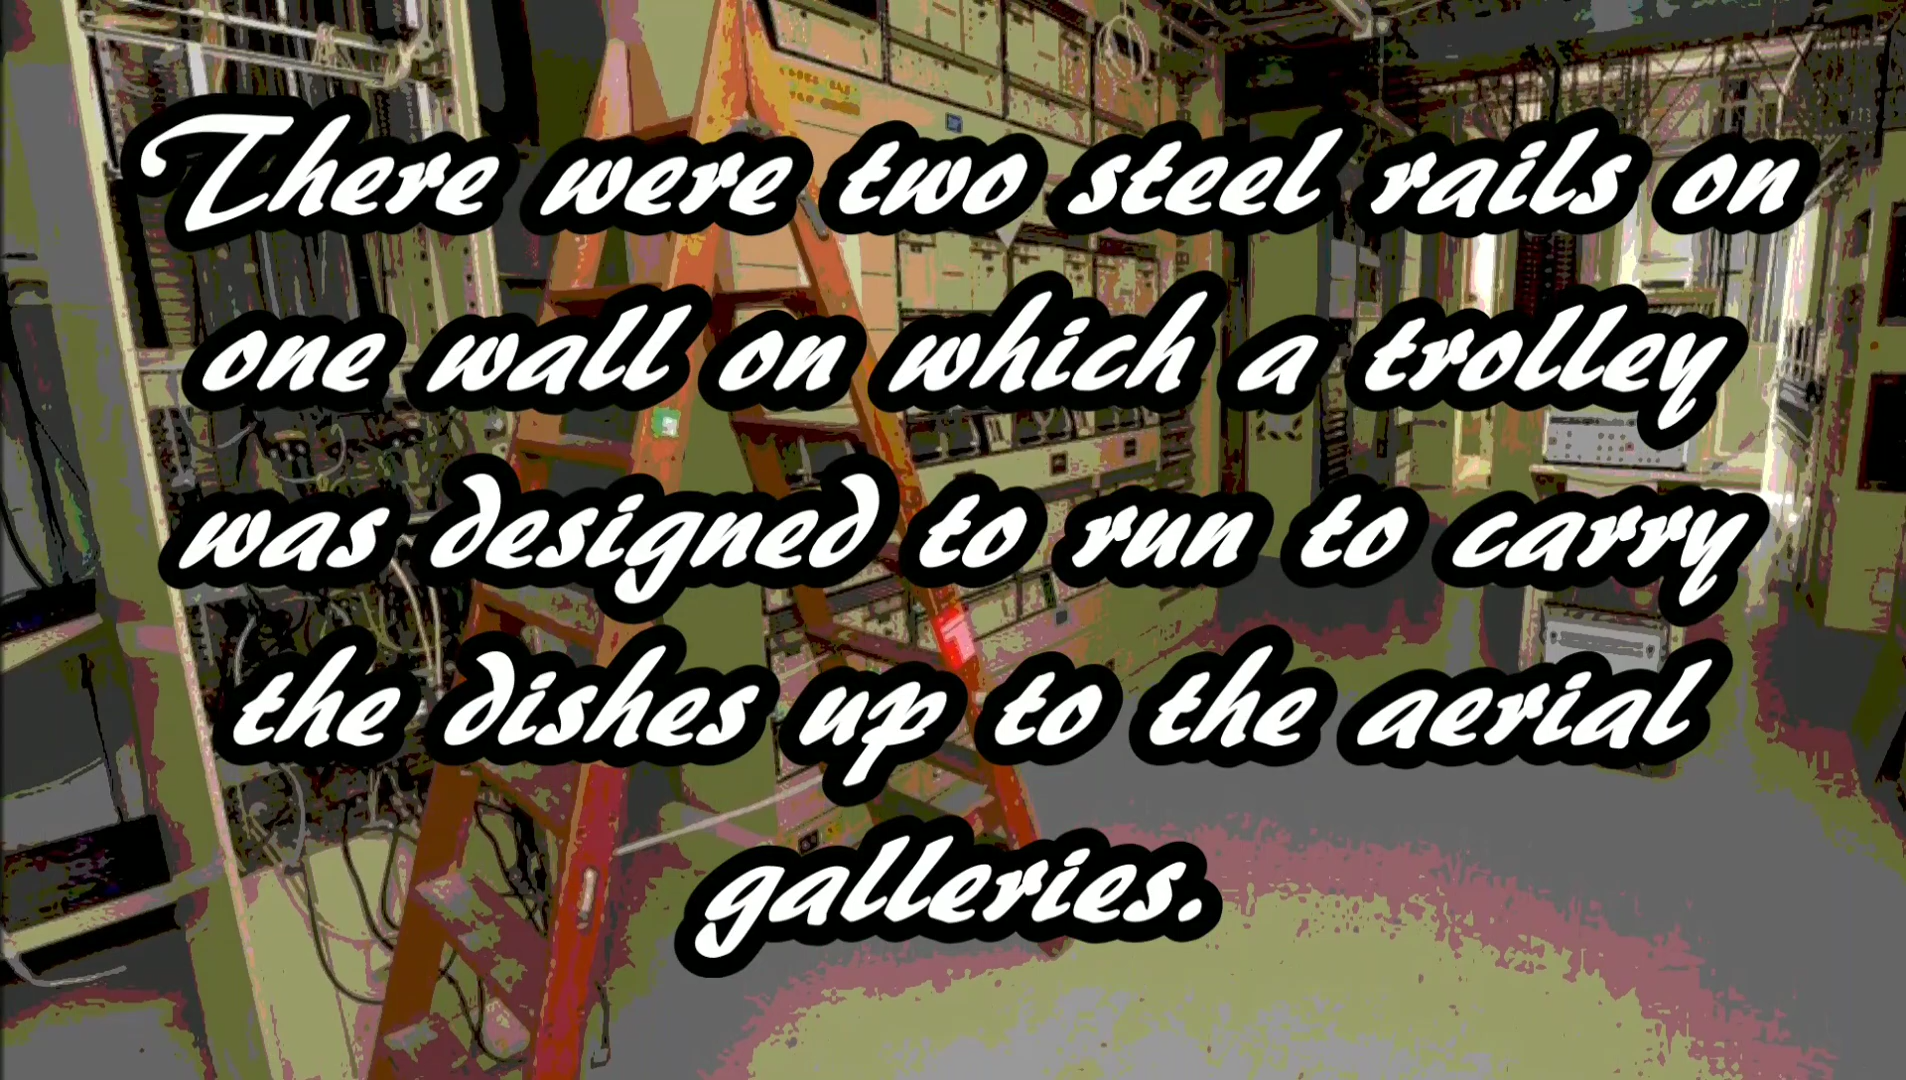 There were two steel rails on
one wall on which a trolley
was designed to run to carry
the dishes up to the aerial
galleries.